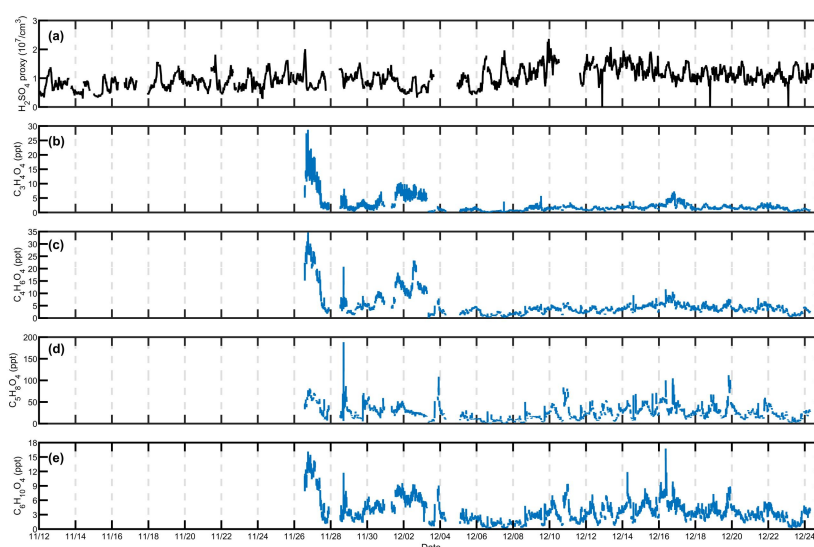 (a)
H₂SO₄ proxy (10⁷/cm³)
3
2
1
0
(b)
C₃H₄O₄ (ppt)
30
25
20
15
10
5
0
(c)
C₄H₆O₄ (ppt)
35
30
25
20
15
10
5
0
(d)
C₅H₈O₄ (ppt)
200
150
100
50
0
(e)
C₆H₁₀O₄ (ppt)
18
15
12
9
6
3
0
11/12 11/14 11/16 11/18 11/20 11/22 11/24 11/26 11/28 11/30 12/02 12/04 12/06 12/08 12/10 12/12 12/14 12/16 12/18 12/20 12/22 12/24
Date